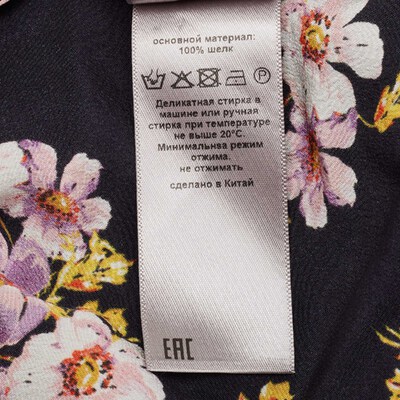 основной материал:
100% шелк
Деликатная стирка в
машине или ручная
стирка при температуре
не выше 20°C.
Минимальнва режим
отжима.
не отжимать
сделано в Китай
EAC